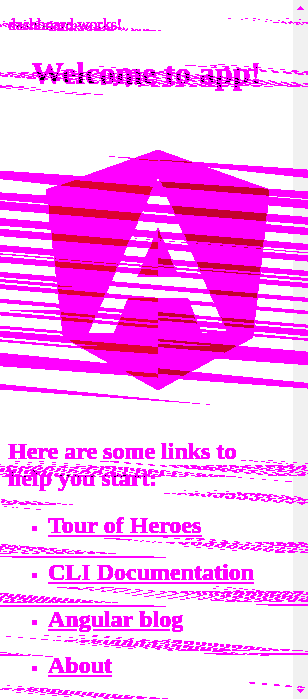 dashboard works!
Welcome to app!
Here are some links to
help you start:
Tour of Heroes
CLI Documentation
Angular blog
About